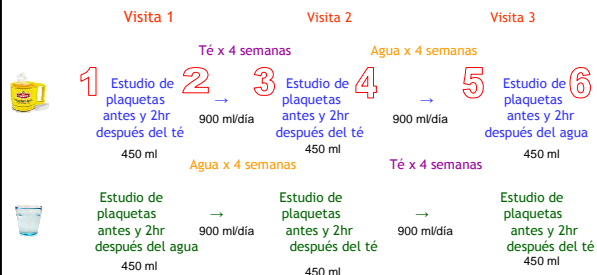 Visita 1 Visita 2 Visita 3
Té x 4 semanas Agua x 4 semanas
1 Estudio de 2 3 Estudio de 4 5 Estudio de 6
plaquetas → plaquetas → plaquetas
antes y 2hr 900 ml/día antes y 2hr 900 ml/día antes y 2hr
después del té después del té después del agua
450 ml 450 ml 450 ml
Agua x 4 semanas Té x 4 semanas
Estudio de Estudio de Estudio de
plaquetas → plaquetas → plaquetas
antes y 2hr 900 ml/día antes y 2hr 900 ml/día antes y 2hr
después del agua después del té después del té
450 ml 450 ml 450 ml